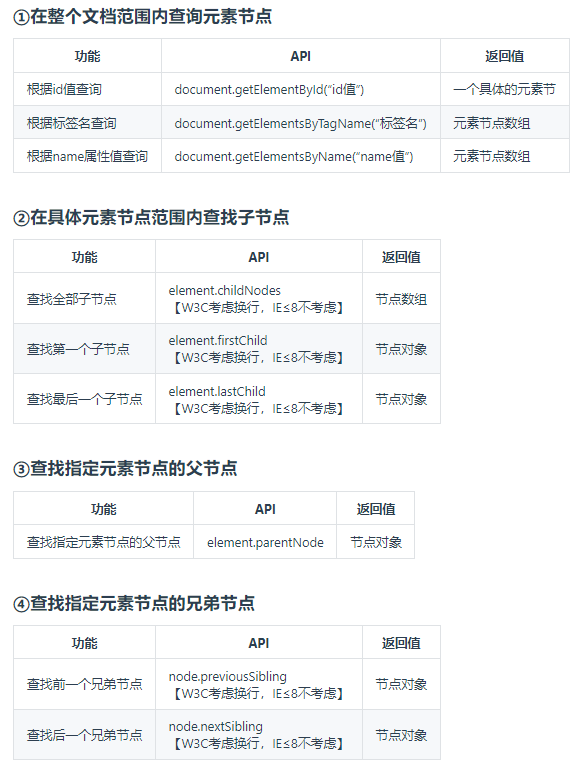 ①在整个文档范围内查询元素节点
功能 API 返回值
根据id值查询 document.getElementById(“id值”) 一个具体的元素节
根据标签名查询 document.getElementsByTagName(“标签名”) 元素节点数组
根据name属性值查询 document.getElementsByName(“name值”) 元素节点数组
②在具体元素节点范围内查找子节点
功能 API 返回值
查找全部子节点 element.childNodes
【W3C考虑换行，IE≤8不考虑】 节点数组
查找第一个子节点 element.firstChild
【W3C考虑换行，IE≤8不考虑】 节点对象
查找最后一个子节点 element.lastChild
【W3C考虑换行，IE≤8不考虑】 节点对象
③查找指定元素节点的父节点
功能 API 返回值
查找指定元素节点的父节点 element.parentNode 节点对象
④查找指定元素节点的兄弟节点
功能 API 返回值
查找前一个兄弟节点 node.previousSibling
【W3C考虑换行，IE≤8不考虑】 节点对象
查找后一个兄弟节点 node.nextSibling
【W3C考虑换行，IE≤8不考虑】 节点对象